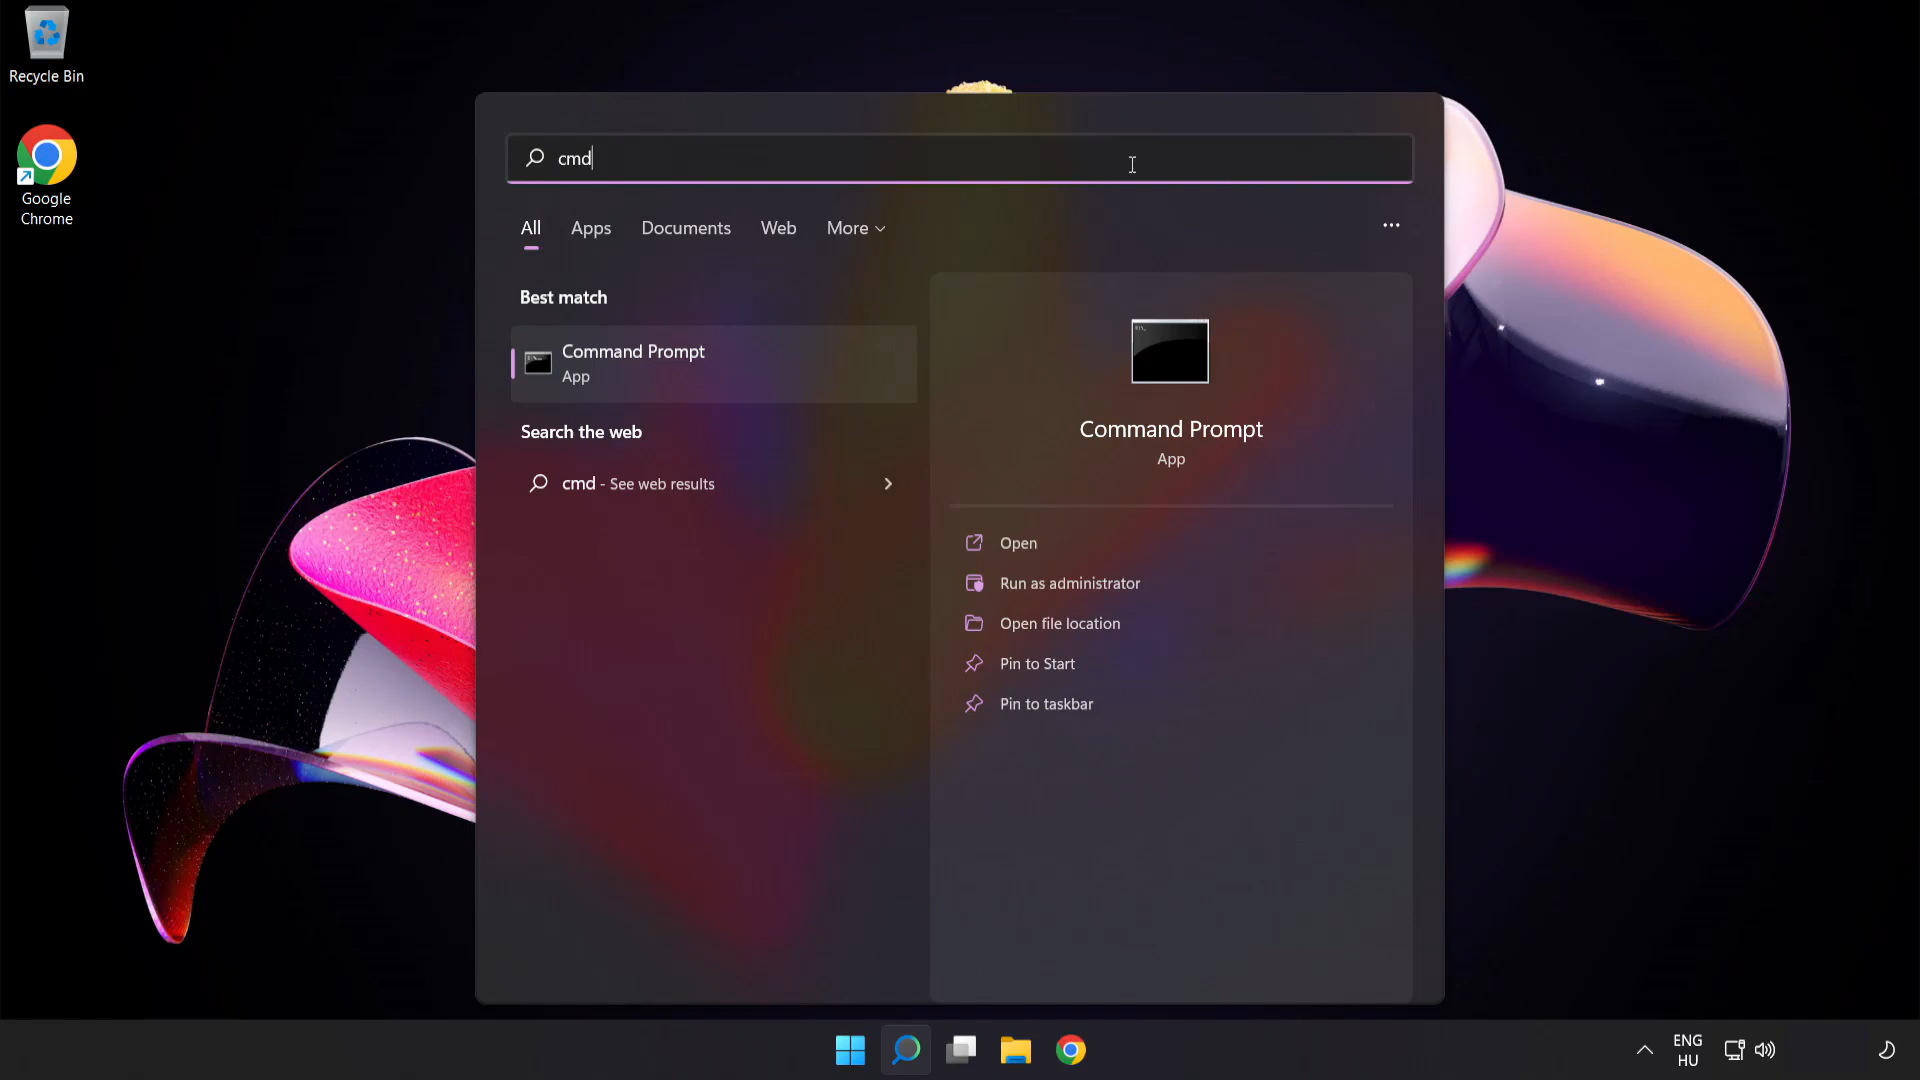 Recycle Bin
Google
Chrome
cmd
All
Apps
Documents
Web
More
Best match
Command Prompt
App
Search the web
cmd - See web results
Command Prompt
App
Open
Run as administrator
Open file location
Pin to Start
Pin to taskbar
ENG
HU